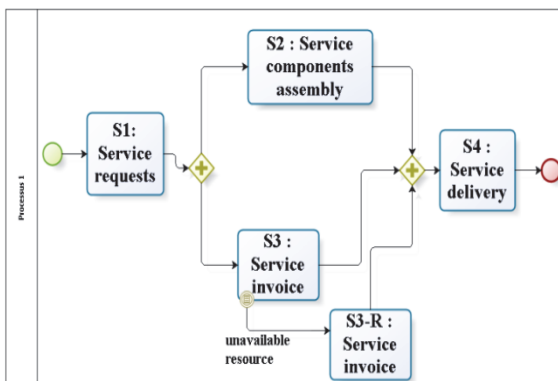 Processus 1
S1:
Service
requests
S2 : Service
components
assembly
S3 :
Service
invoice
unavailable
resource
S3-R :
Service
invoice
S4 :
Service
delivery